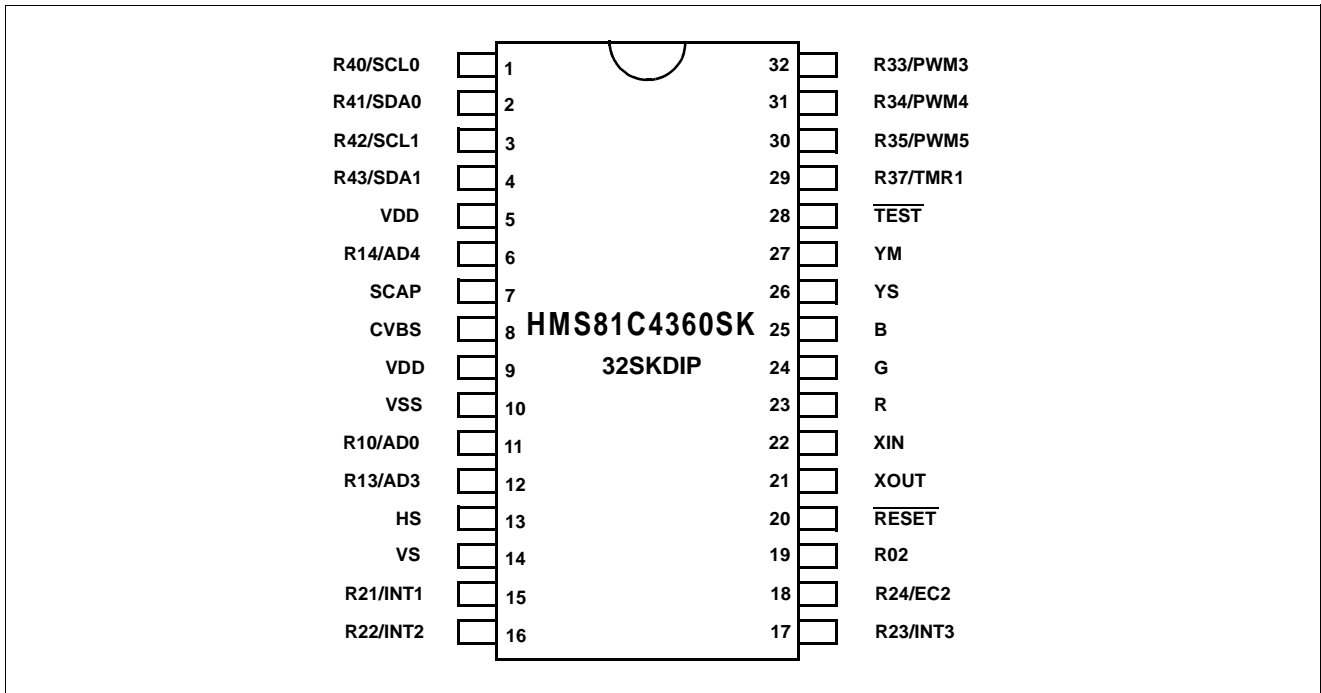 R40/SCL0 1 32 R33/PWM3
R41/SDA0 2 31 R34/PWM4
R42/SCL1 3 30 R35/PWM5
R43/SDA1 4 29 R37/TMR1
VDD 5 28 TEST
R14/AD4 6 27 YM
SCAP 7 26 YS
CVBS 8 HMS81C4360SK 25 B
VDD 9 32SKDIP 24 G
VSS 10 23 R
R10/AD0 11 22 XIN
R13/AD3 12 21 XOUT
HS 13 20 RESET
VS 14 19 R02
R21/INT1 15 18 R24/EC2
R22/INT2 16 17 R23/INT3